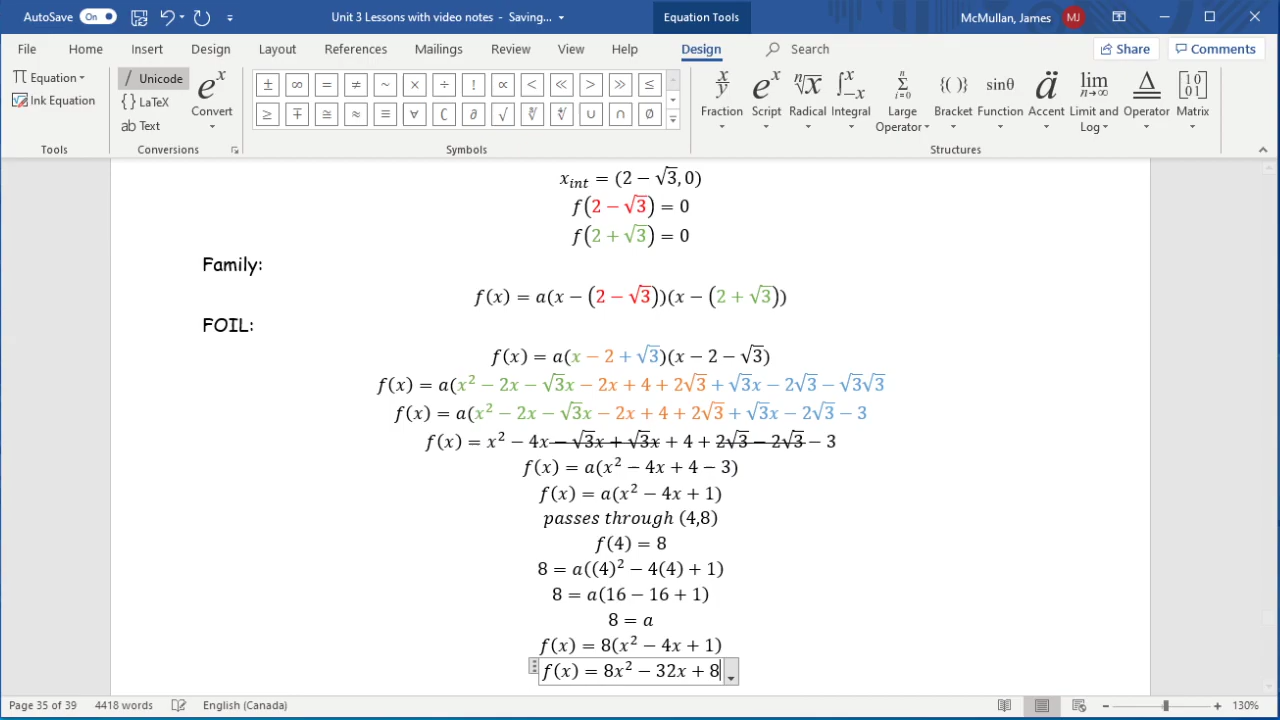 AutoSave On Unit 3 Lessons with video notes - Saving... Equation Tools McMullan, James MJ
File Home Insert Design Layout References Mailings Review View Help Design Search Share Comments
Equation Unicode
Ink Equation {} LaTeX
ab Text
eˣ Convert
± ∞ = ≠ ~ × ÷ ! ∝ < ≪ > ≫ ≤
≥ ∓ ≅ ≈ ≡ ∀ ∁ ∂ √ ∛ ∜ ∪ ∩ ∅
x/y eˣ ⁿ√x {()} sinθ ä lim n→∞ Δ
Fraction Script Radical Integral Large Operator Bracket Function Accent Limit and Log Operator Matrix
Tools Conversions Symbols Structures
x_int = (2 − √3, 0)
f(2 − √3) = 0
f(2 + √3) = 0
Family:
f(x) = a(x − (2 − √3))(x − (2 + √3))
FOIL:
f(x) = a(x − 2 + √3)(x − 2 − √3)
f(x) = a(x² − 2x − √3x − 2x + 4 + 2√3 + √3x − 2√3 − √3√3
f(x) = a(x² − 2x − √3x − 2x + 4 + 2√3 + √3x − 2√3 − 3
f(x) = x² − 4x − √3x + √3x + 4 + 2√3 − 2√3 − 3
f(x) = a(x² − 4x + 4 − 3)
f(x) = a(x² − 4x + 1)
passes through (4,8)
f(4) = 8
8 = a((4)² − 4(4) + 1)
8 = a(16 − 16 + 1)
8 = a
f(x) = 8(x² − 4x + 1)
f(x) = 8x² − 32x + 8
Page 35 of 39 4418 words English (Canada) 130%